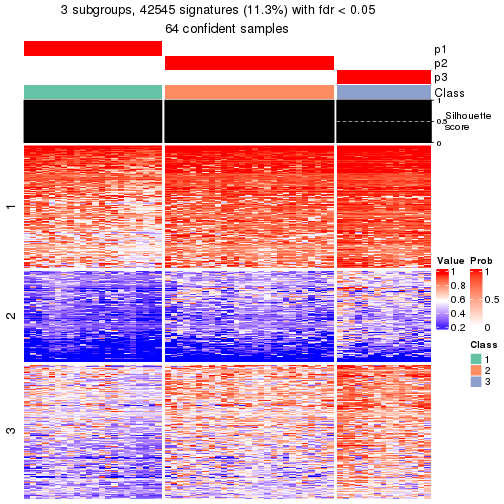 3 subgroups, 42545 signatures (11.3%) with fdr < 0.05
64 confident samples
p1
p2
p3
Class
1
0.5
0
Silhouette
score
1
2
3
Value
1
0.8
0.6
0.4
0.2
Prob
1
0.5
0
Class
1
2
3